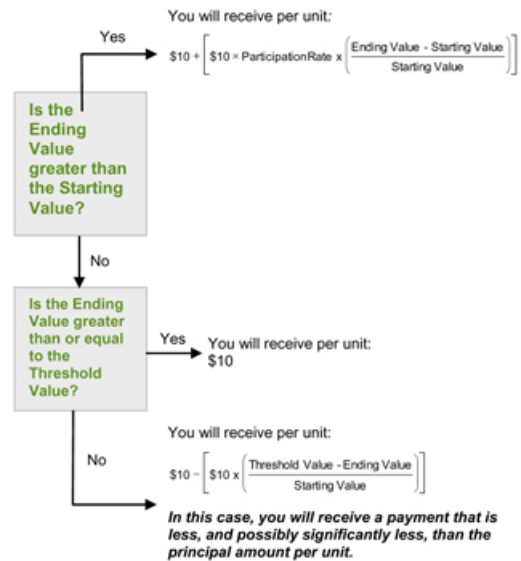 You will receive per unit:
Yes
$10 + [$10 × ParticipationRate x (Ending Value - Starting Value / Starting Value)]
Is the
Ending
Value
greater than
the Starting
Value?
No
Is the Ending
Value greater
than or equal
to the
Threshold
Value?
Yes
You will receive per unit:
$10
You will receive per unit:
No
$10 − [$10 x (Threshold Value - Ending Value / Starting Value)]
In this case, you will receive a payment that is
less, and possibly significantly less, than the
principal amount per unit.